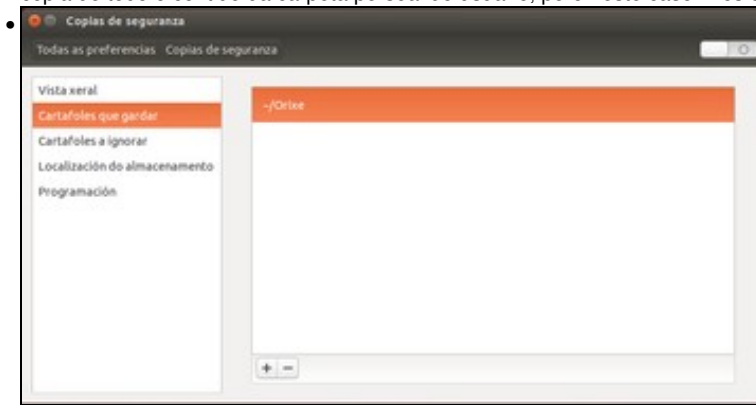 Copias de seguranza
Todas as preferencias Copias de seguranza
Vista xeral
Cartafoles que gardar
Cartafoles a ignorar
Localización do almacenamento
Programación
~/Orixe